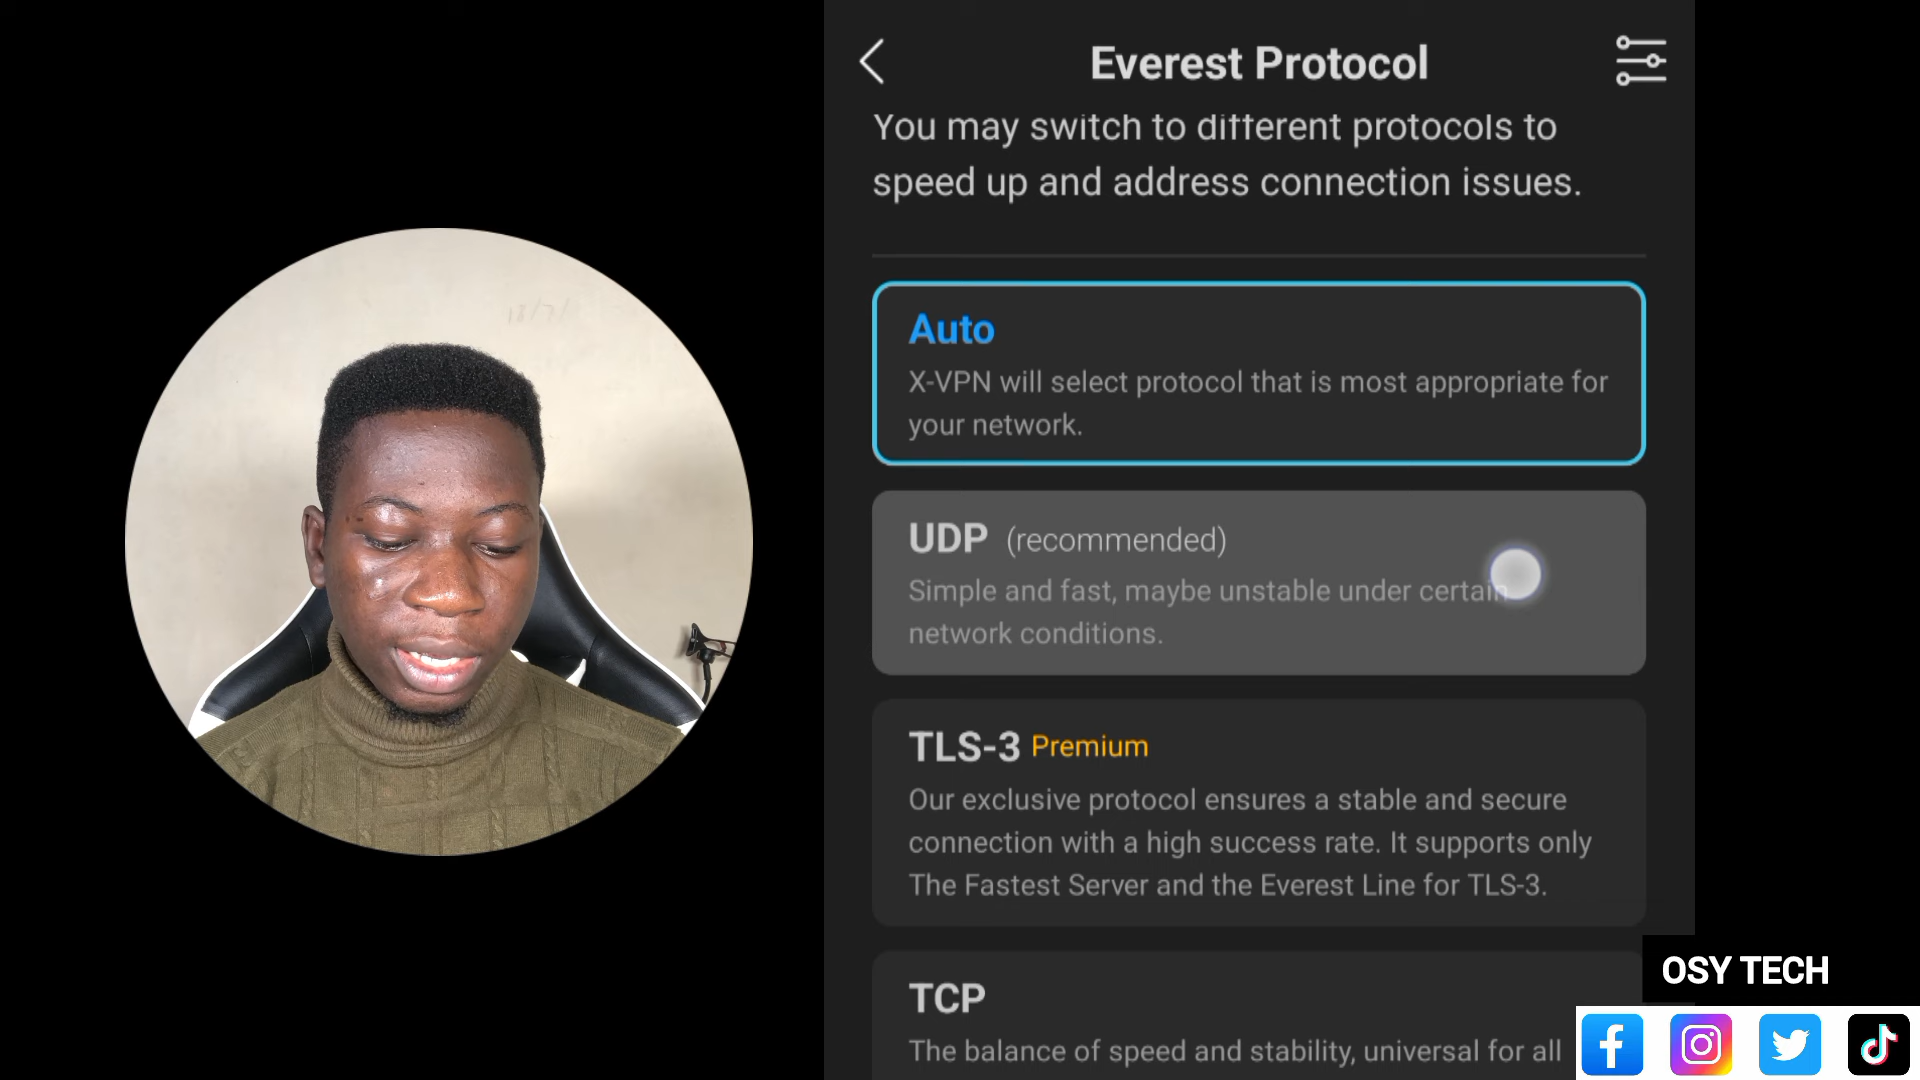 Everest Protocol
You may switch to different protocols to
speed up and address connection issues.
Auto
X-VPN will select protocol that is most appropriate for
your network.
UDP (recommended)
Simple and fast, maybe unstable under certain
network conditions.
TLS-3 Premium
Our exclusive protocol ensures a stable and secure
connection with a high success rate. It supports only
The Fastest Server and the Everest Line for TLS-3.
TCP
The balance of speed and stability, universal for all
OSY TECH